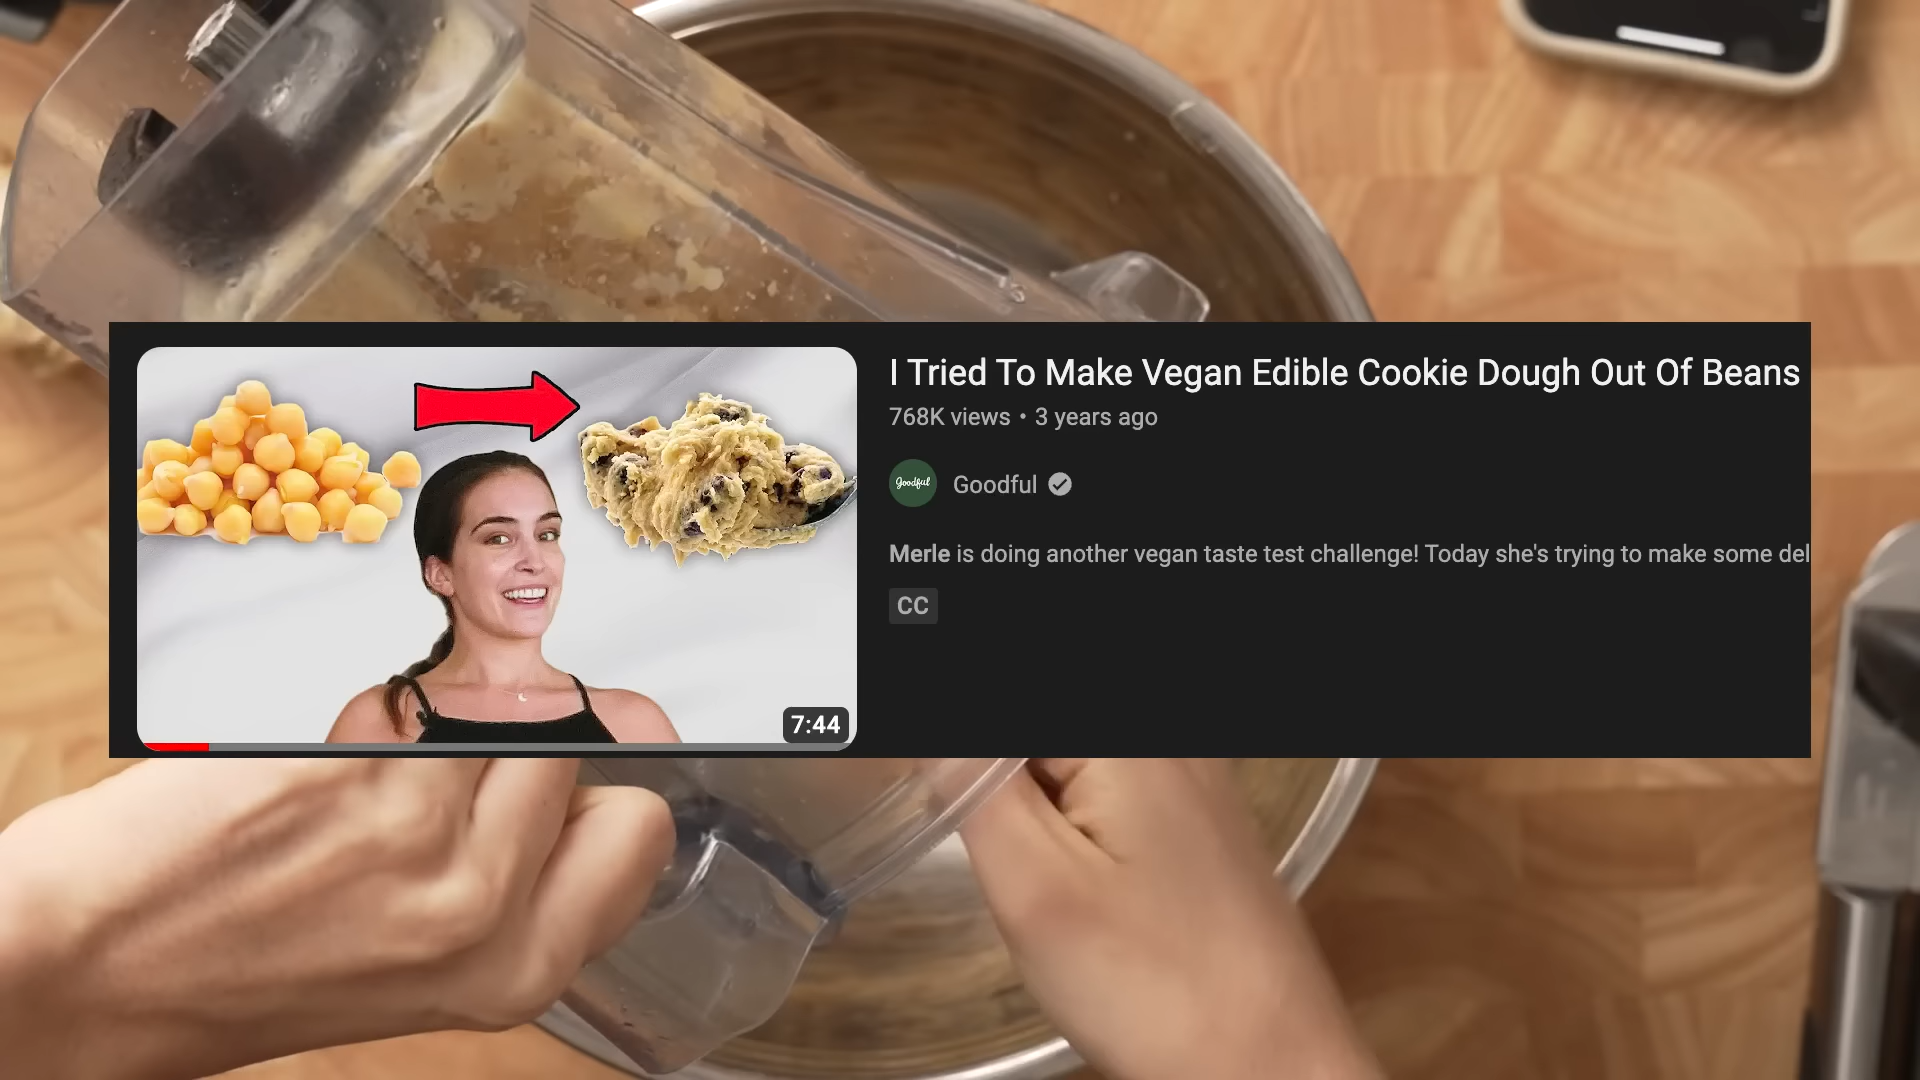 I Tried To Make Vegan Edible Cookie Dough Out Of Beans
768K views • 3 years ago
Goodful
Goodful
Merle is doing another vegan taste test challenge! Today she's trying to make some del
CC
7:44